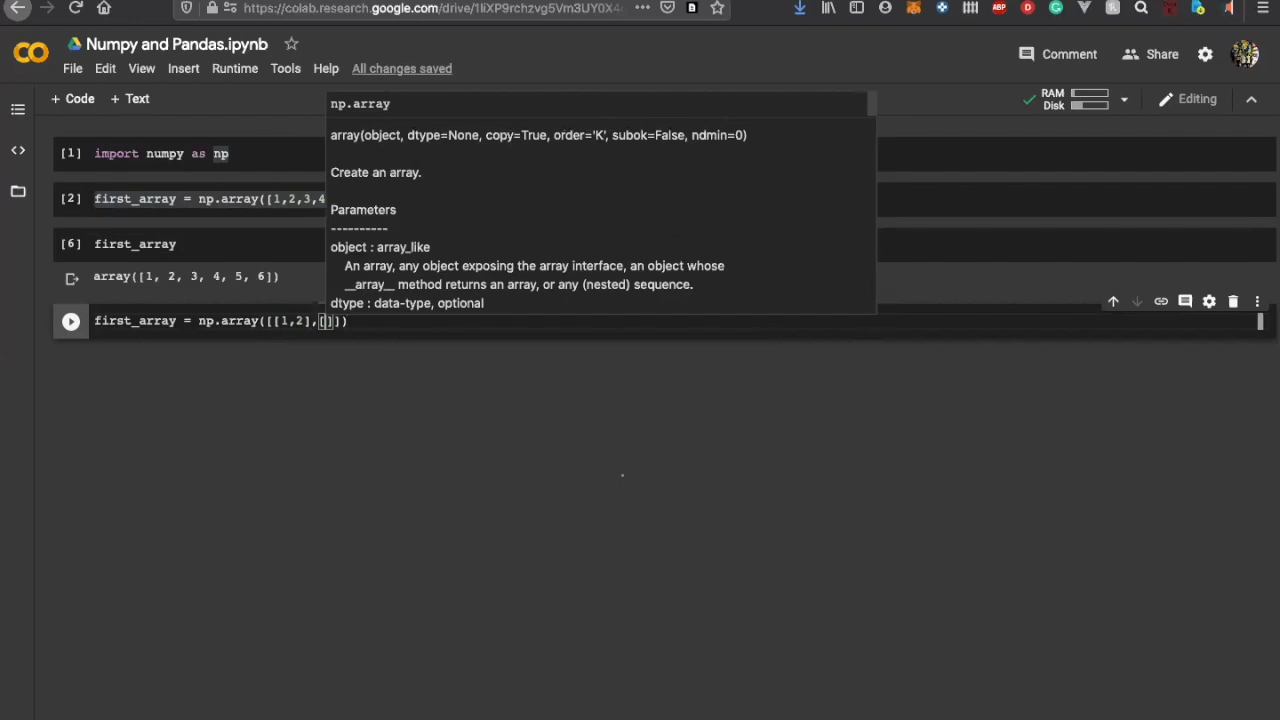 https://colab.research.google.com/drive/1liXP9rchzvg5Vm3UY0X4
ABP
Numpy and Pandas.ipynb
File Edit View Insert Runtime Tools Help All changes saved
Comment Share
+ Code + Text
RAM
Disk
Editing
np.array
array(object, dtype=None, copy=True, order='K', subok=False, ndmin=0)
Create an array.
Parameters
----------
object : array_like
An array, any object exposing the array interface, an object whose
__array__ method returns an array, or any (nested) sequence.
dtype : data-type, optional
[1] import numpy as np
[2] first_array = np.array([1,2,3,4
[6] first_array
array([1, 2, 3, 4, 5, 6])
first_array = np.array([[1,2],[]])